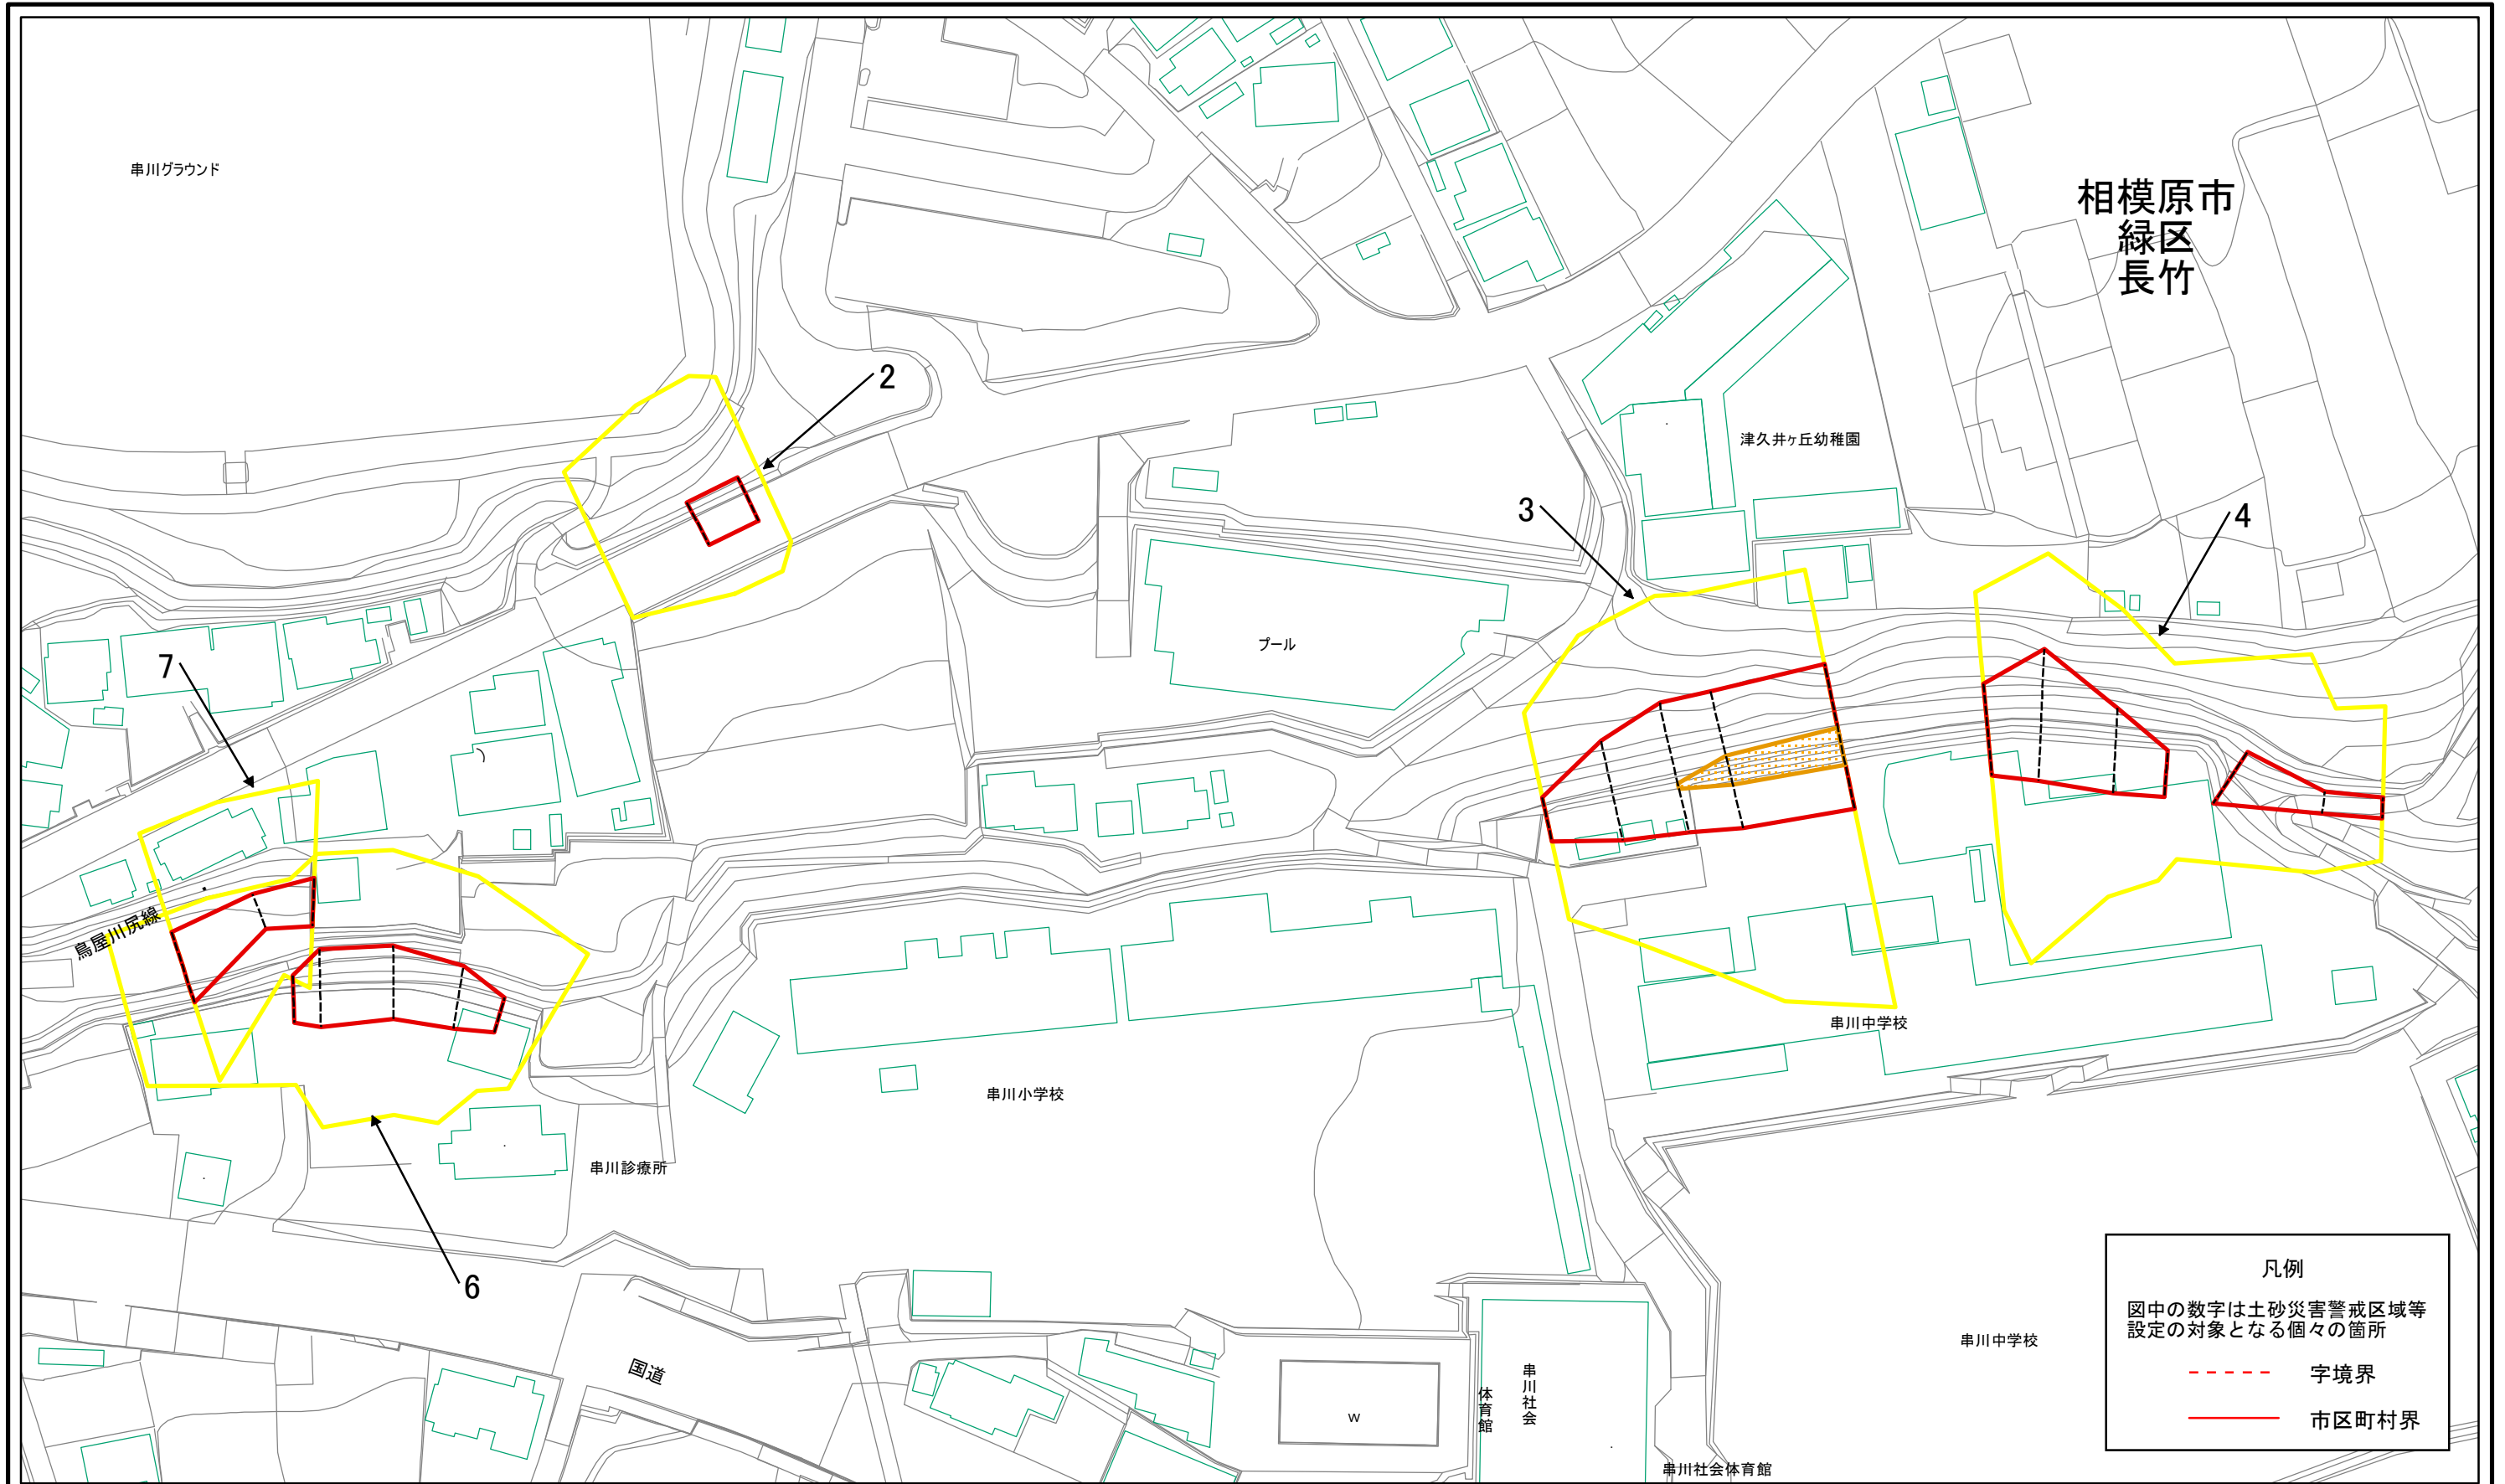 串川グラウンド
相模原市
緑区
長竹
2
津久井ヶ丘幼稚園
3
4
プール
7
鳥屋川尻線
串川中学校
串川小学校
串川診療所
6
国道
凡例
図中の数字は土砂災害警戒区域等
設定の対象となる個々の箇所
字境界
市区町村界
串川中学校
串川社会
体育館
W
串川社会体育館